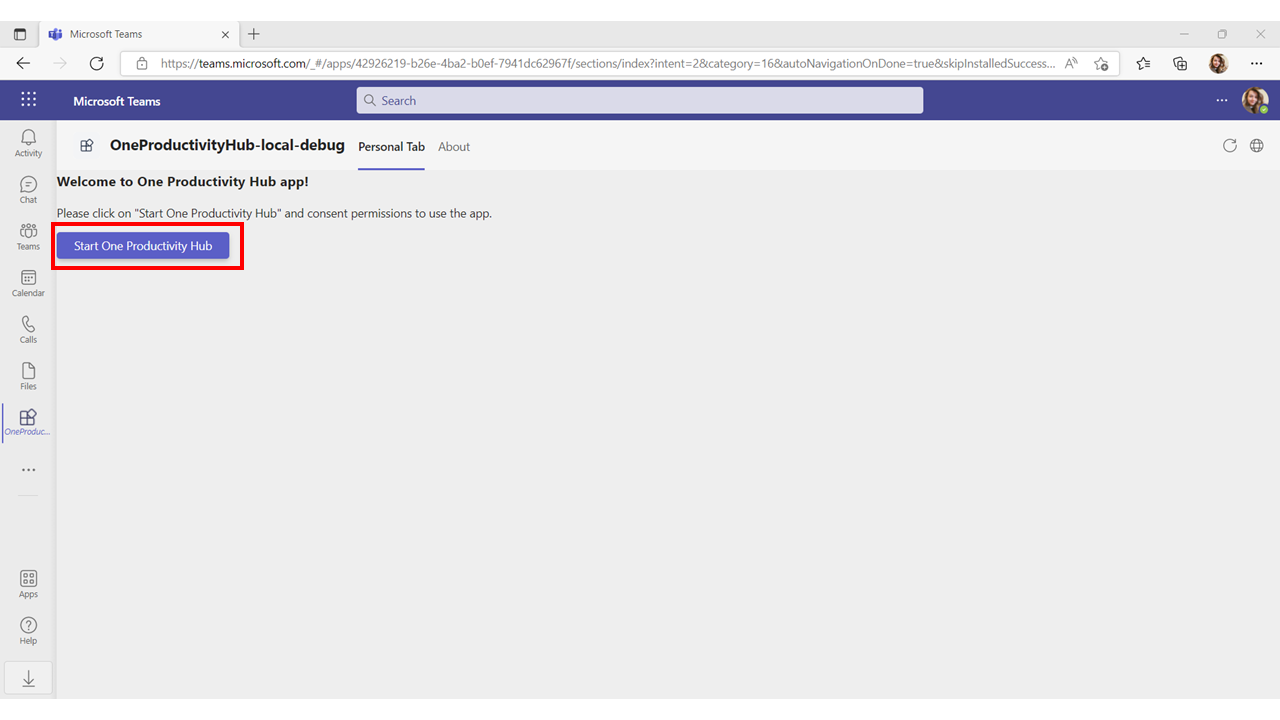 Microsoft Teams
https://teams.microsoft.com/_#/apps/42926219-b26e-4ba2-b0ef-7941dc62967f/sections/index?intent=2&category=16&autoNavigationOnDone=true&skipInstalledSuccess...
Microsoft Teams
Search
Activity
Chat
Teams
Calendar
Calls
Files
OneProduc...
Apps
Help
OneProductivityHub-local-debug Personal Tab About
Welcome to One Productivity Hub app!
Please click on "Start One Productivity Hub" and consent permissions to use the app.
Start One Productivity Hub